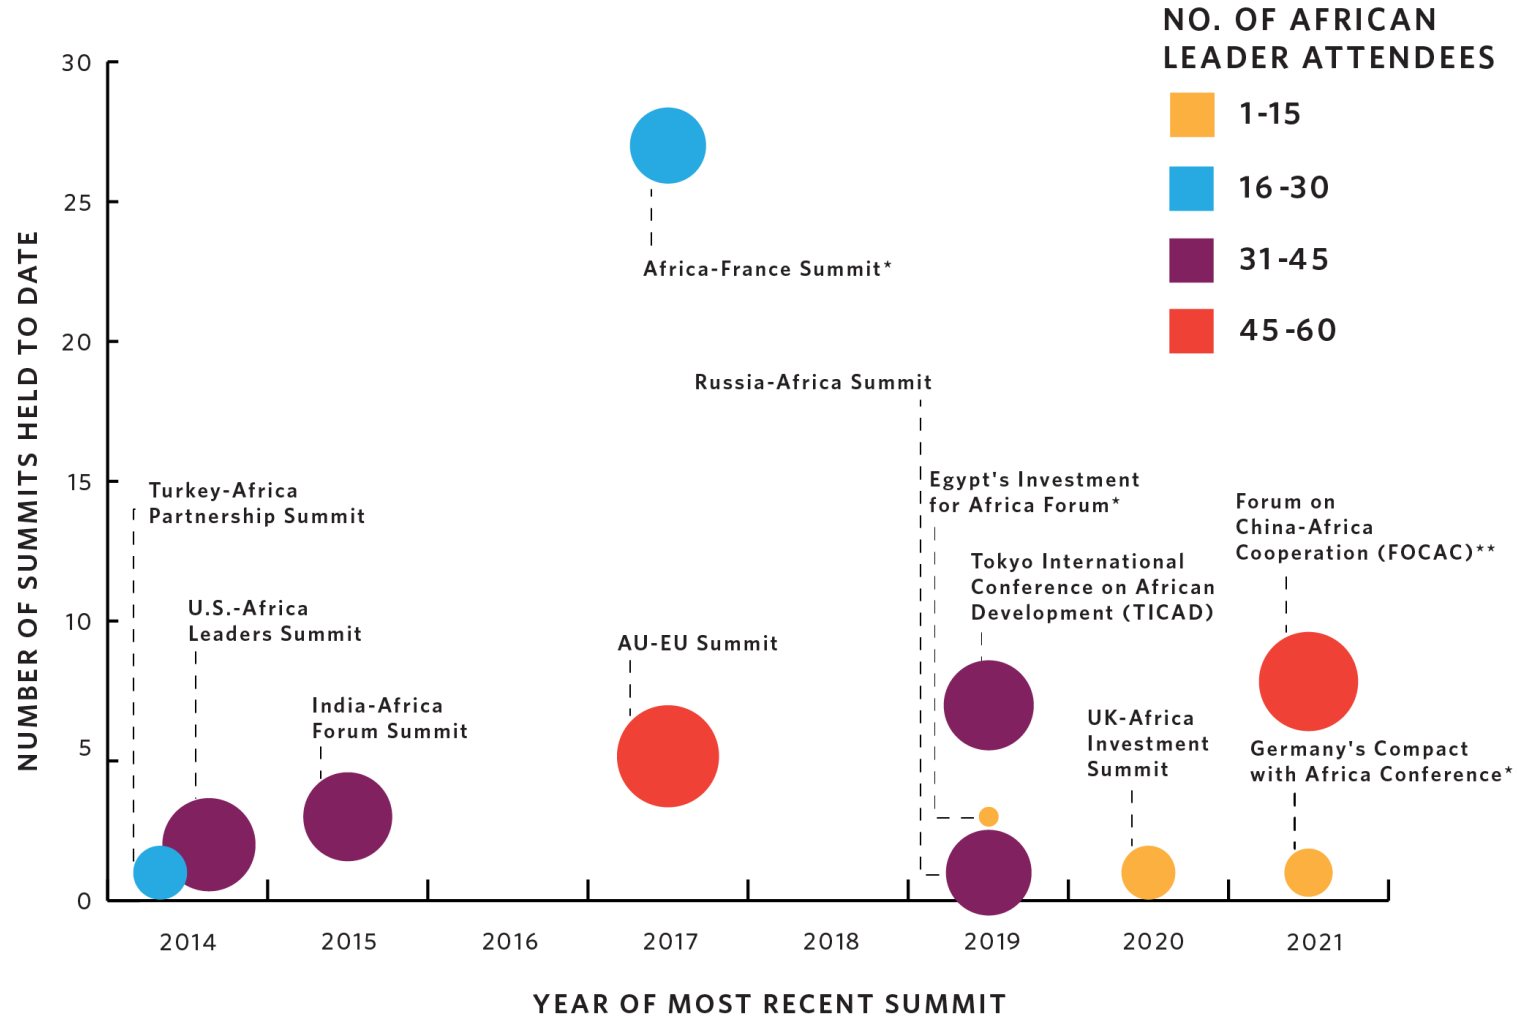 NO. OF AFRICAN
LEADER ATTENDEES
1-15
16-30
31-45
45-60
NUMBER OF SUMMITS HELD TO DATE
30
25
20
15
10
5
0
Africa-France Summit*
Russia-Africa Summit
Turkey-Africa
Partnership Summit
U.S.-Africa
Leaders Summit
India-Africa
Forum Summit
AU-EU Summit
Egypt's Investment
for Africa Forum*
Tokyo International
Conference on African
Development (TICAD)
Forum on
China-Africa
Cooperation (FOCAC)**
UK-Africa
Investment
Summit
Germany's Compact
with Africa Conference*
2014
2015
2016
2017
2018
2019
2020
2021
YEAR OF MOST RECENT SUMMIT